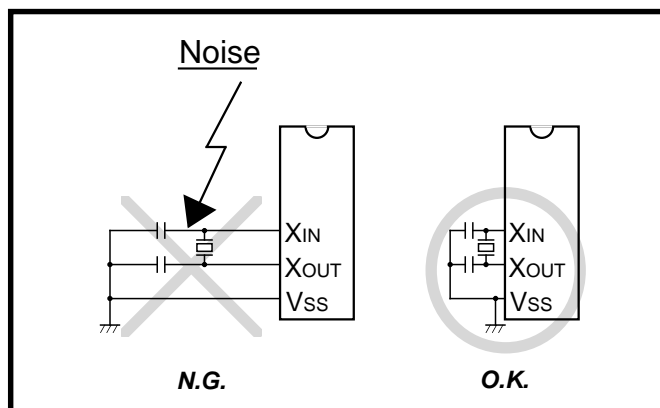 Noise
XIN
XOUT
VSS
N.G.
XIN
XOUT
VSS
O.K.